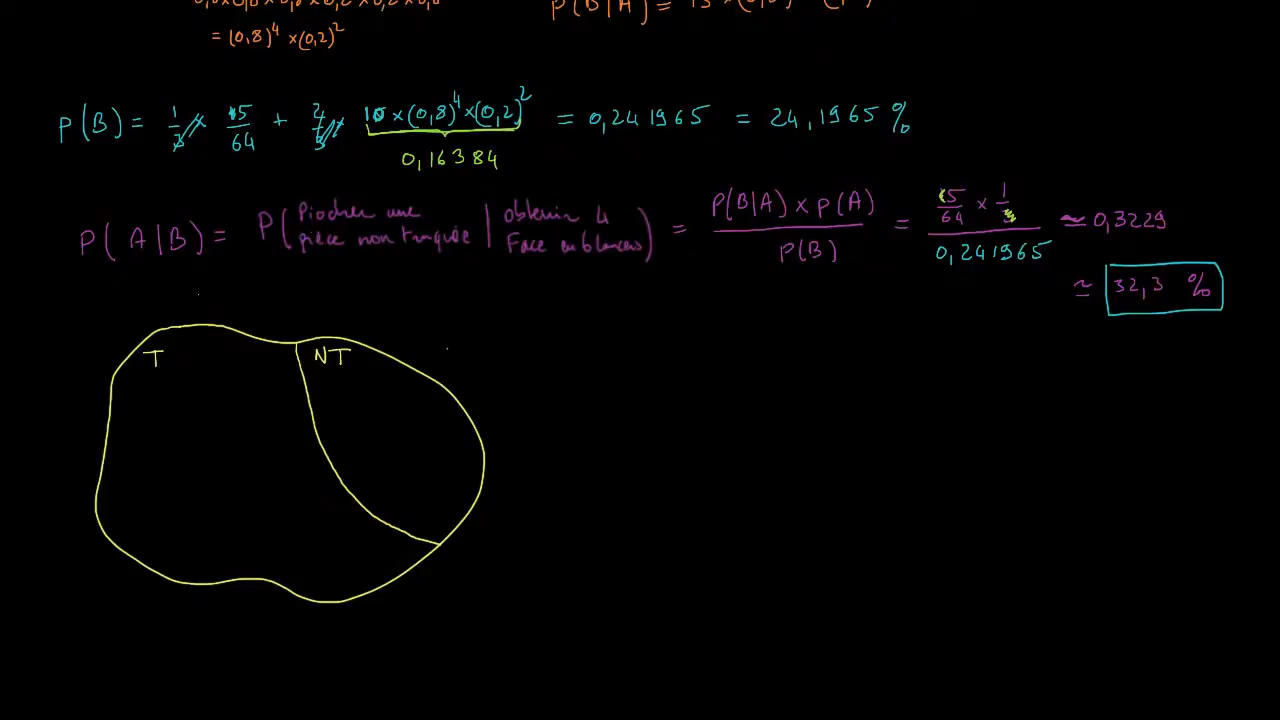 = (0,8)⁴ × (0,2)²
P(B) = 1/3 × 15/64 + 2/3 × 15 × (0,8)⁴ × (0,2)² = 0,241965 = 24,1965 %
0,16384
P( A|B) = P( Piocher une pièce non truquée | obtenir 4 Face en 6 lancers ) = P(B|A) × P(A) / P(B) = 15/64 × 1/3 / 0,241965 ≈ 0,3229
≃ 32,3 %
T NT